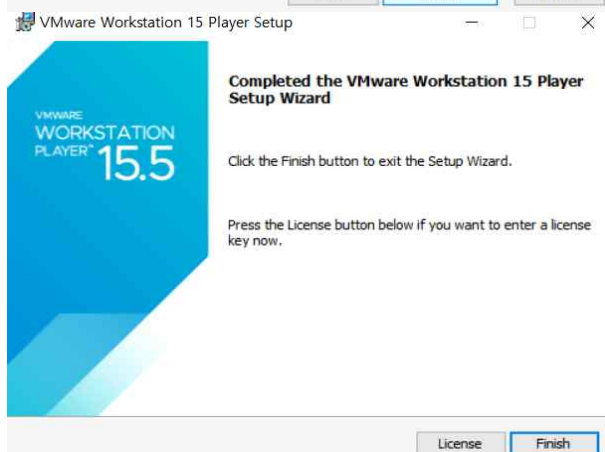 VMware Workstation 15 Player Setup
VMWARE
WORKSTATION
PLAYER™ 15.5
Completed the VMware Workstation 15 Player
Setup Wizard
Click the Finish button to exit the Setup Wizard.
Press the License button below if you want to enter a license
key now.
License
Finish